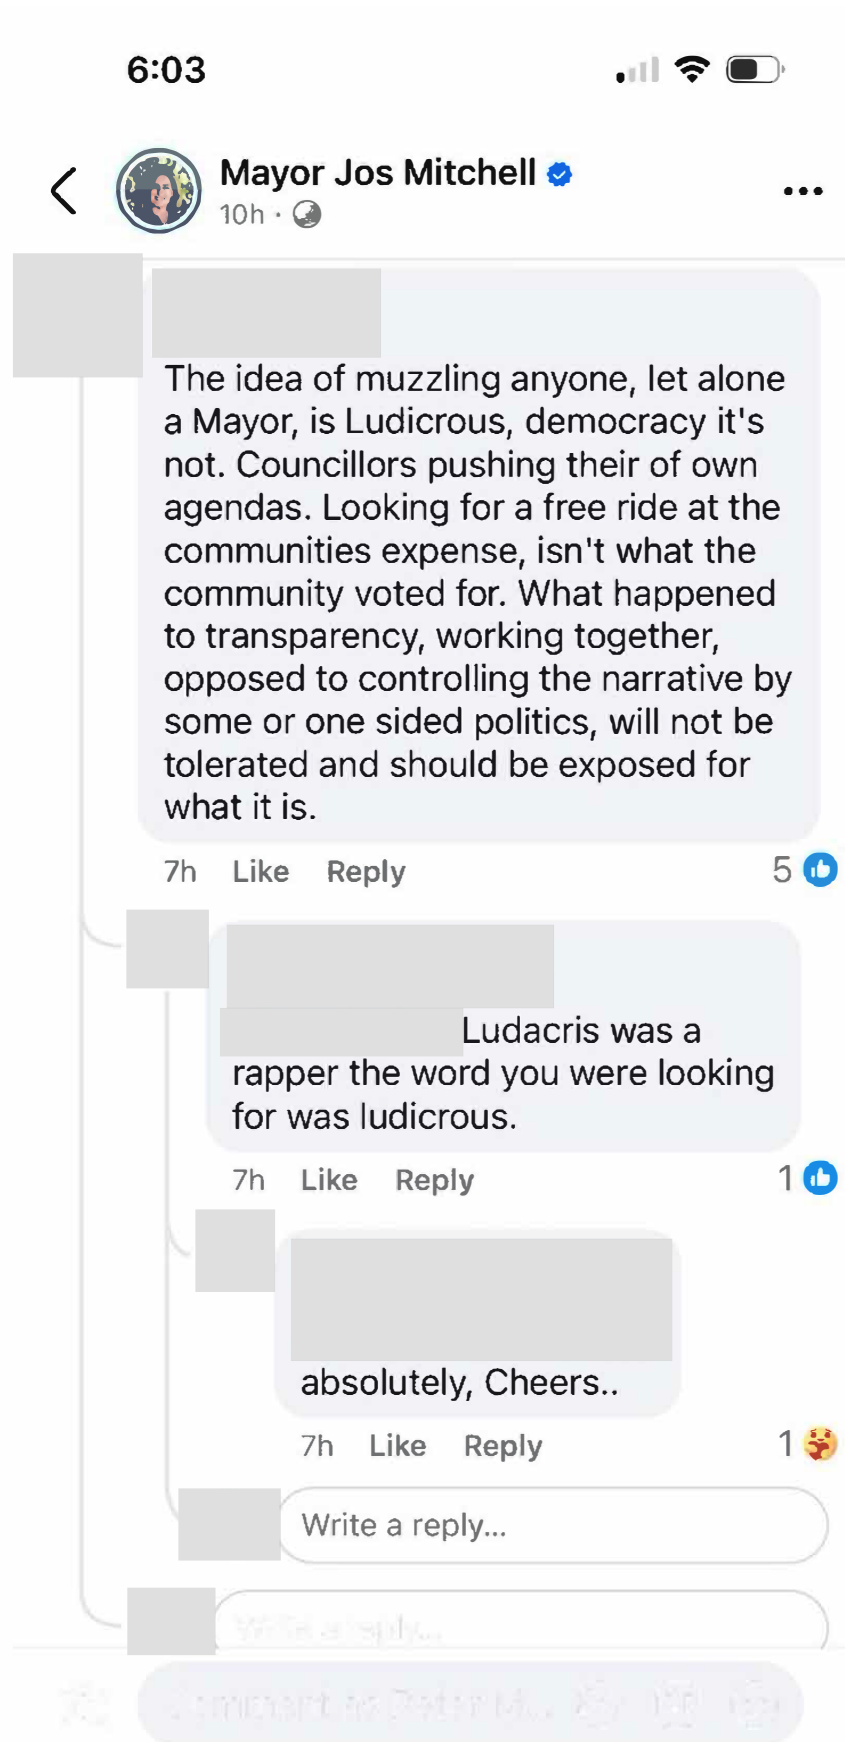 6:03
Mayor Jos Mitchell
10h ·
The idea of muzzling anyone, let alone
a Mayor, is Ludicrous, democracy it's
not. Councillors pushing their of own
agendas. Looking for a free ride at the
communities expense, isn't what the
community voted for. What happened
to transparency, working together,
opposed to controlling the narrative by
some or one sided politics, will not be
tolerated and should be exposed for
what it is.
7h Like Reply 5
Ludacris was a
rapper the word you were looking
for was ludicrous.
7h Like Reply 1
absolutely, Cheers..
7h Like Reply 1
Write a reply...
Write a reply...